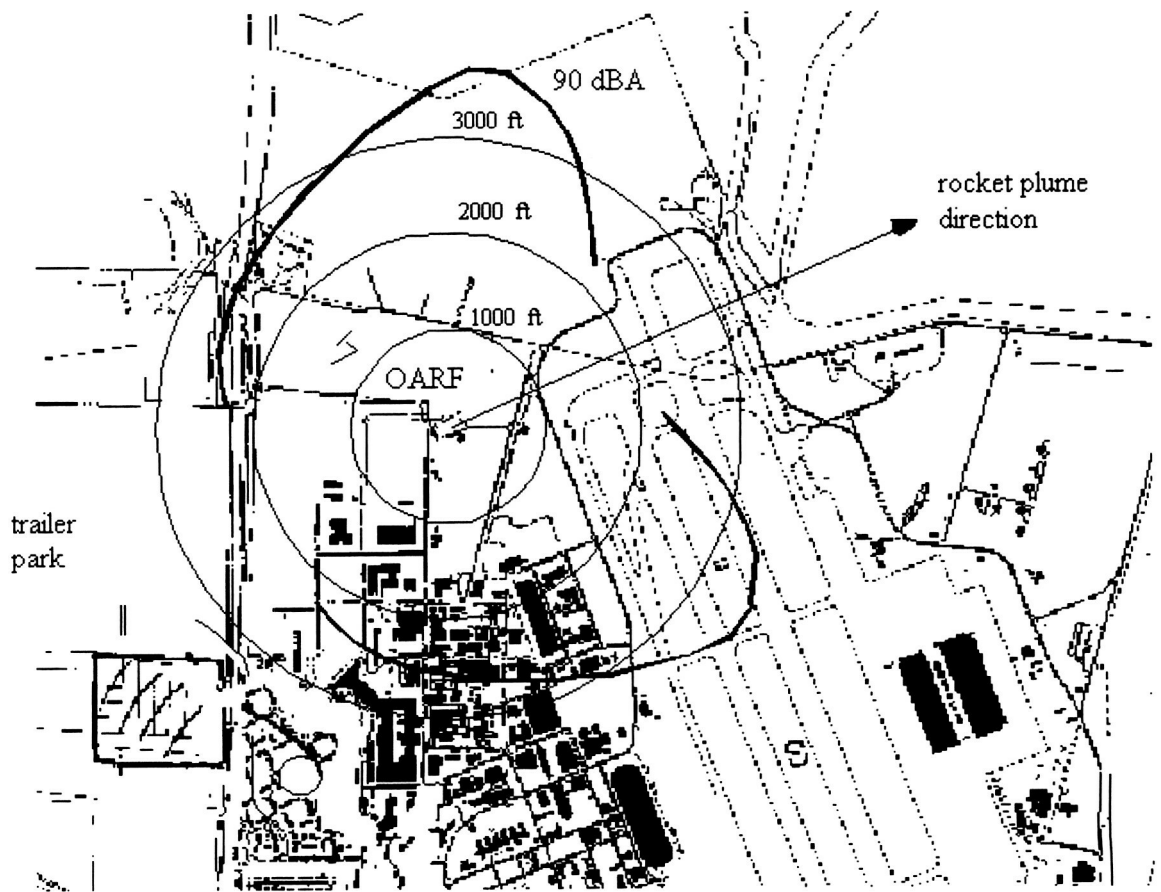 90 dBA
3000 ft
rocket plume
direction
2000 ft
1000 ft
OARF
trailer
park